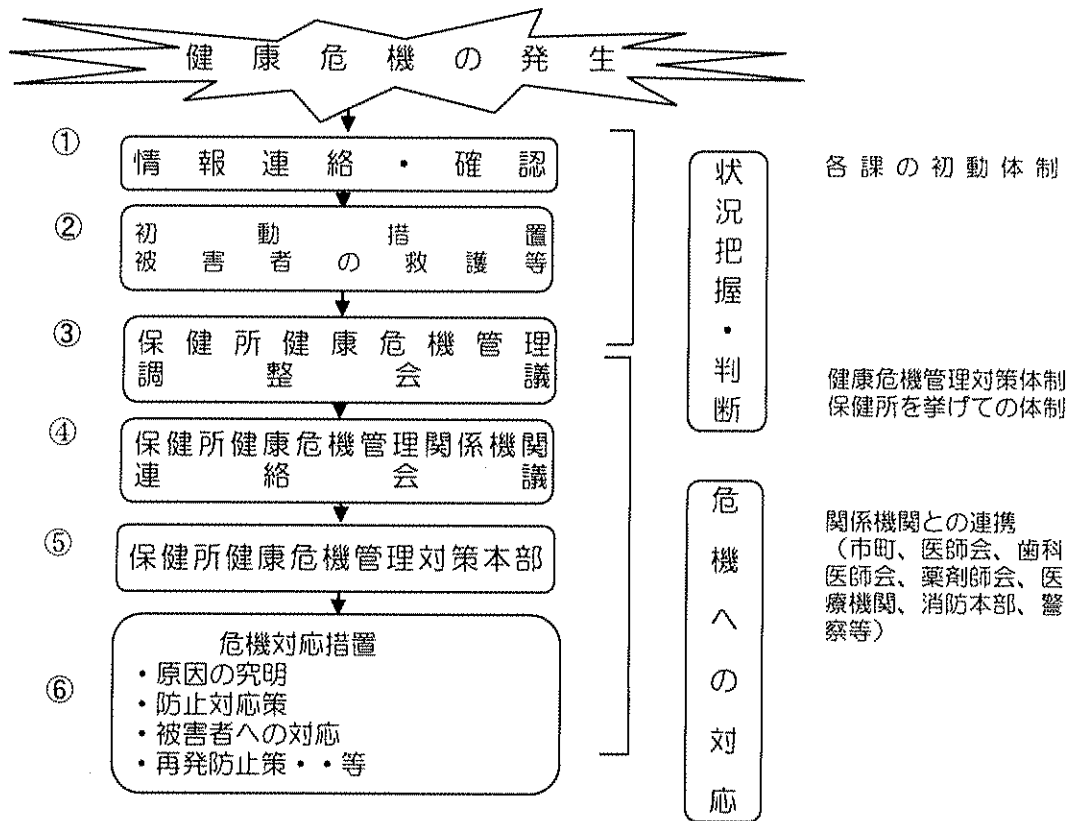 健康危機の発生
①
情報連絡・確認
②
初動措置
被害者の救護等
③
保健所健康危機管理
調整会議
④
保健所健康危機管理関係機関
連絡会議
⑤
保健所健康危機管理対策本部
⑥
危機対応措置
・原因の究明
・防止対応策
・被害者への対応
・再発防止策・・等
状況把握・判断
危機への対応
各課の初動体制
健康危機管理対策体制
保健所を挙げての体制
関係機関との連携
（市町、医師会、歯科
医師会、薬剤師会、医
療機関、消防本部、警
察等）